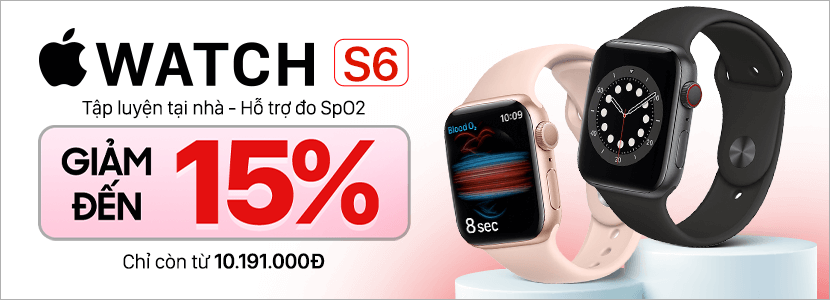 WATCH S6
Tập luyện tại nhà - Hỗ trợ đo SpO2
GIẢM
ĐẾN
15%
Chỉ còn từ 10.191.000Đ
Blood O₂
10:09
8 sec